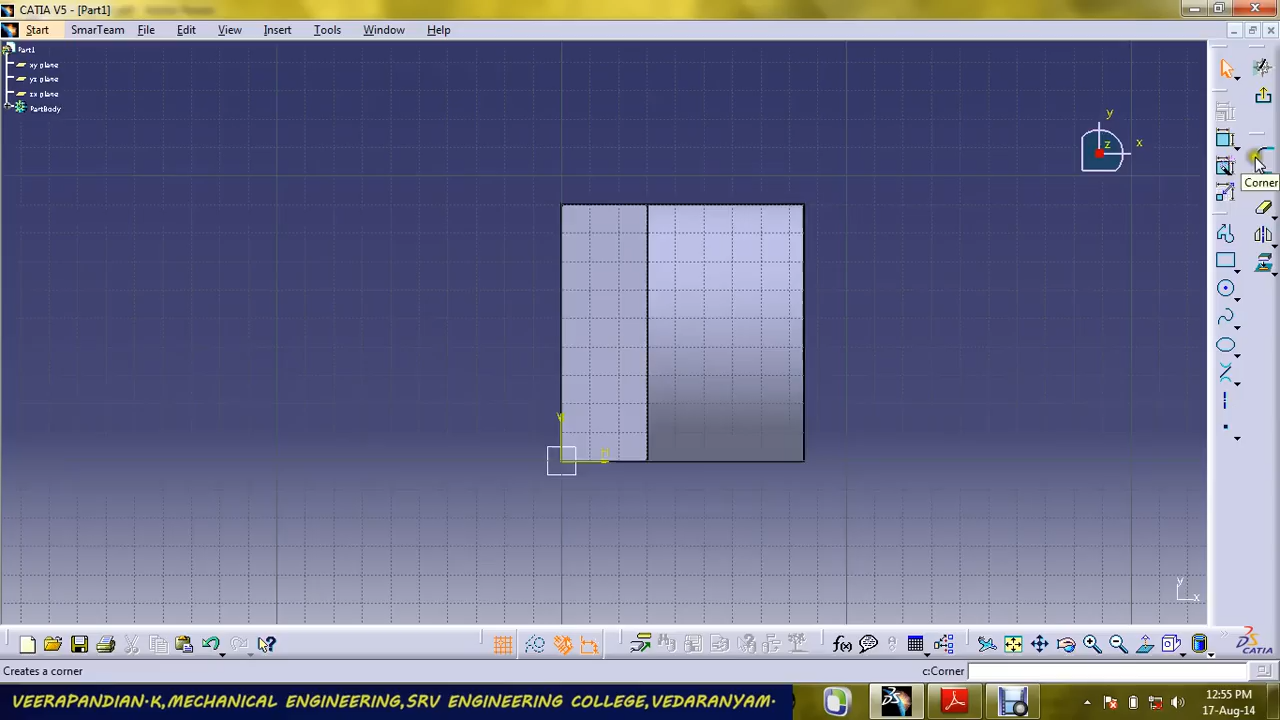 CATIA V5 - [Part1]
Start
SmarTeam
File
Edit
View
Insert
Tools
Window
Help
Part1
xy plane
yz plane
zx plane
PartBody
y
x
z
Corner
y
x
f(x)
CATIA
Creates a corner
c:Corner
VEERAPANDIAN·K,MECHANICAL ENGINEERING,SRV ENGINEERING COLLEGE,VEDARANYAM·
12:55 PM
17-Aug-14